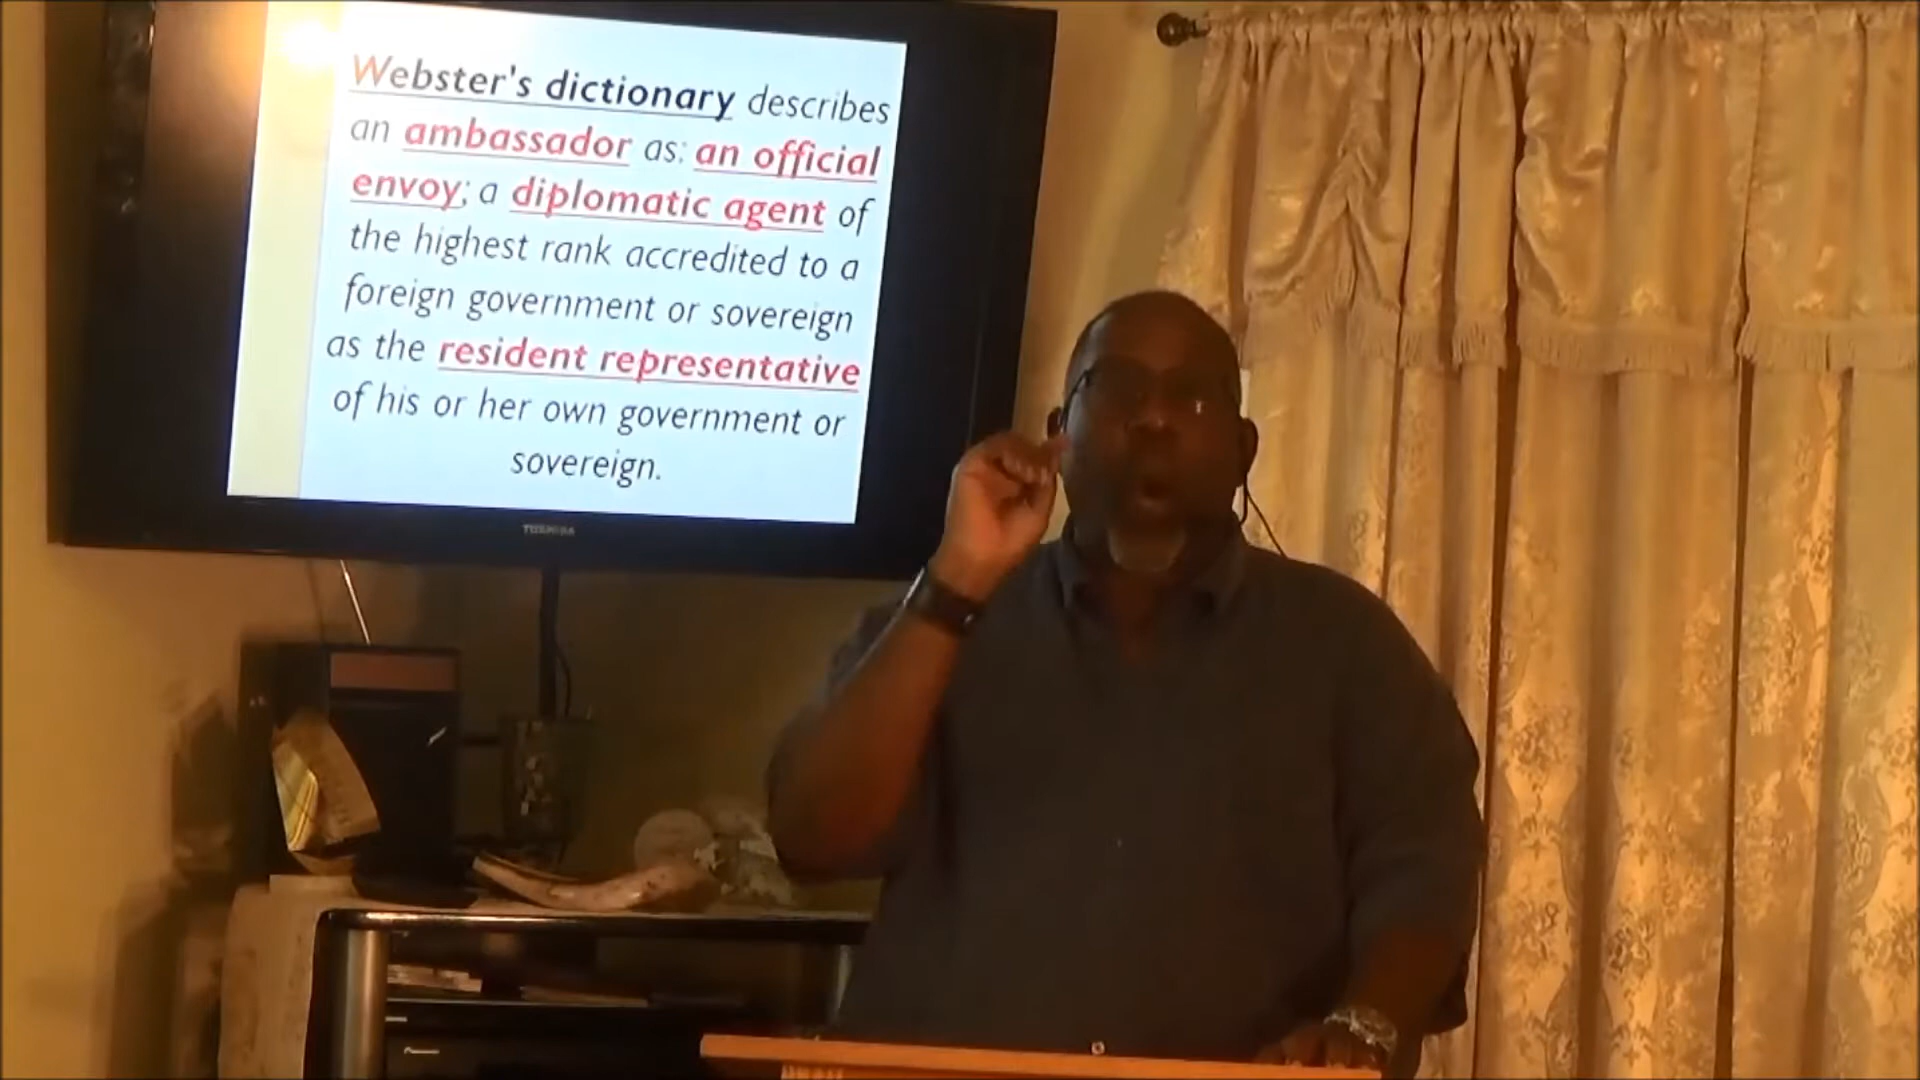 Webster's dictionary describes
an ambassador as: an official
envoy; a diplomatic agent of
the highest rank accredited to a
foreign government or sovereign
as the resident representative
of his or her own government or
sovereign.
TOSHIBA